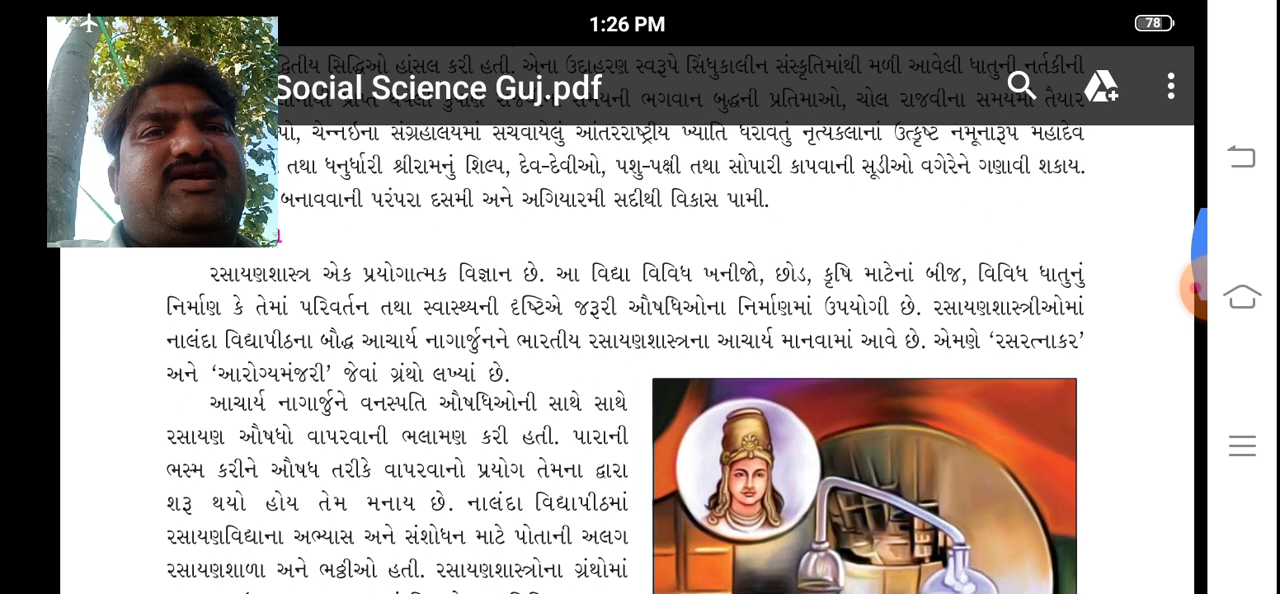 1:26 PM
78
દ્વિતીય સિદ્ધિઓ હાંસલ કરી હતી. એના ઉદાહરણ સ્વરૂપે સિંધુકાલીન સંસ્કૃતિમાંથી મળી આવેલી ધાતુની નર્તકીની
Social Science Guj.pdf
સમયની ભગવાન બુદ્ધની પ્રતિમાઓ, ચોલ રાજવીના સમયમાં તૈયાર
ચેન્નઈના સંગ્રહાલયમાં સચવાયેલું આંતરરાષ્ટ્રીય ખ્યાતિ ધરાવતું નૃત્યકલાનાં ઉત્કૃષ્ટ નમૂનારૂપ મહાદેવ
તથા ધનુર્ધારી શ્રીરામનું શિલ્પ, દેવ-દેવીઓ, પશુ-પક્ષી તથા સોપારી કાપવાની સૂડીઓ વગેરેને ગણાવી શકાય.
બનાવવાની પરંપરા દસમી અને અગિયારમી સદીથી વિકાસ પામી.
રસાયણશાસ્ત્ર એક પ્રયોગાત્મક વિજ્ઞાન છે. આ વિદ્યા વિવિધ ખનીજો, છોડ, કૃષિ માટેનાં બીજ, વિવિધ ધાતુનું
નિર્માણ કે તેમાં પરિવર્તન તથા સ્વાસ્થ્યની દૃષ્ટિએ જરૂરી ઔષધિઓના નિર્માણમાં ઉપયોગી છે. રસાયણશાસ્ત્રીઓમાં
નાલંદા વિદ્યાપીઠના બૌદ્ધ આચાર્ય નાગાર્જુનને ભારતીય રસાયણશાસ્ત્રના આચાર્ય માનવામાં આવે છે. એમણે ‘રસરત્નાકર’
અને ‘આરોગ્યમંજરી’ જેવાં ગ્રંથો લખ્યાં છે.
આચાર્ય નાગાર્જુને વનસ્પતિ ઔષધિઓની સાથે સાથે
રસાયણ ઔષધો વાપરવાની ભલામણ કરી હતી. પારાની
ભસ્મ કરીને ઔષધ તરીકે વાપરવાનો પ્રયોગ તેમના દ્વારા
શરૂ થયો હોય તેમ મનાય છે. નાલંદા વિદ્યાપીઠમાં
રસાયણવિદ્યાના અભ્યાસ અને સંશોધન માટે પોતાની અલગ
રસાયણશાળા અને ભઠ્ઠીઓ હતી. રસાયણશાસ્ત્રોના ગ્રંથોમાં